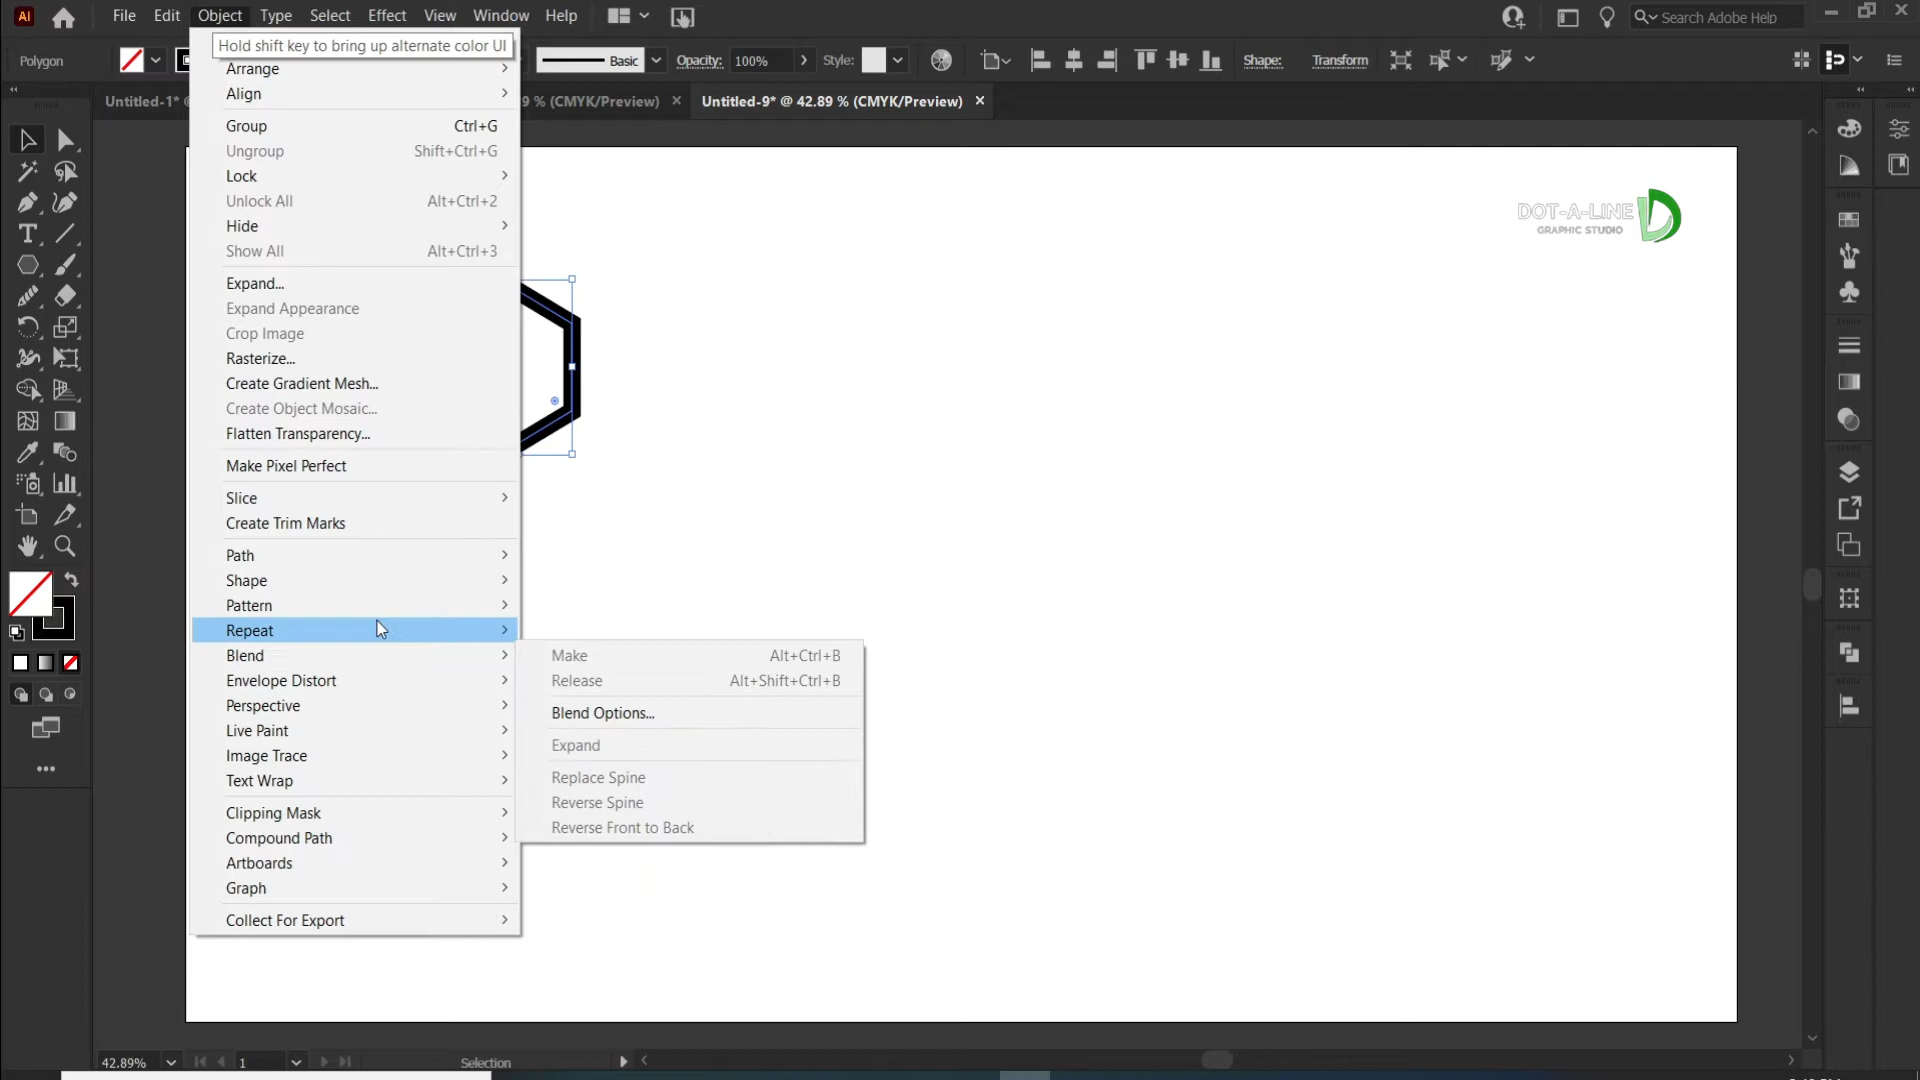 File Edit Object Type Select Effect View Window Help
Search Adobe Help
Polygon
Hold shift key to bring up alternate color UI
Basic
Opacity: 100%
Style:
Shape:
Transform
Untitled-1*
9 % (CMYK/Preview)
Untitled-9* @ 42.89 % (CMYK/Preview)
Arrange
Align
Group Ctrl+G
Ungroup Shift+Ctrl+G
Lock
Unlock All Alt+Ctrl+2
Hide
Show All Alt+Ctrl+3
Expand...
Expand Appearance
Crop Image
Rasterize...
Create Gradient Mesh...
Create Object Mosaic...
Flatten Transparency...
Make Pixel Perfect
Slice
Create Trim Marks
Path
Shape
Pattern
Repeat
Blend
Envelope Distort
Perspective
Live Paint
Image Trace
Text Wrap
Clipping Mask
Compound Path
Artboards
Graph
Collect For Export
Make Alt+Ctrl+B
Release Alt+Shift+Ctrl+B
Blend Options...
Expand
Replace Spine
Reverse Spine
Reverse Front to Back
DOT-A-LINE
GRAPHIC STUDIO
Ai
42.89%
1
Selection